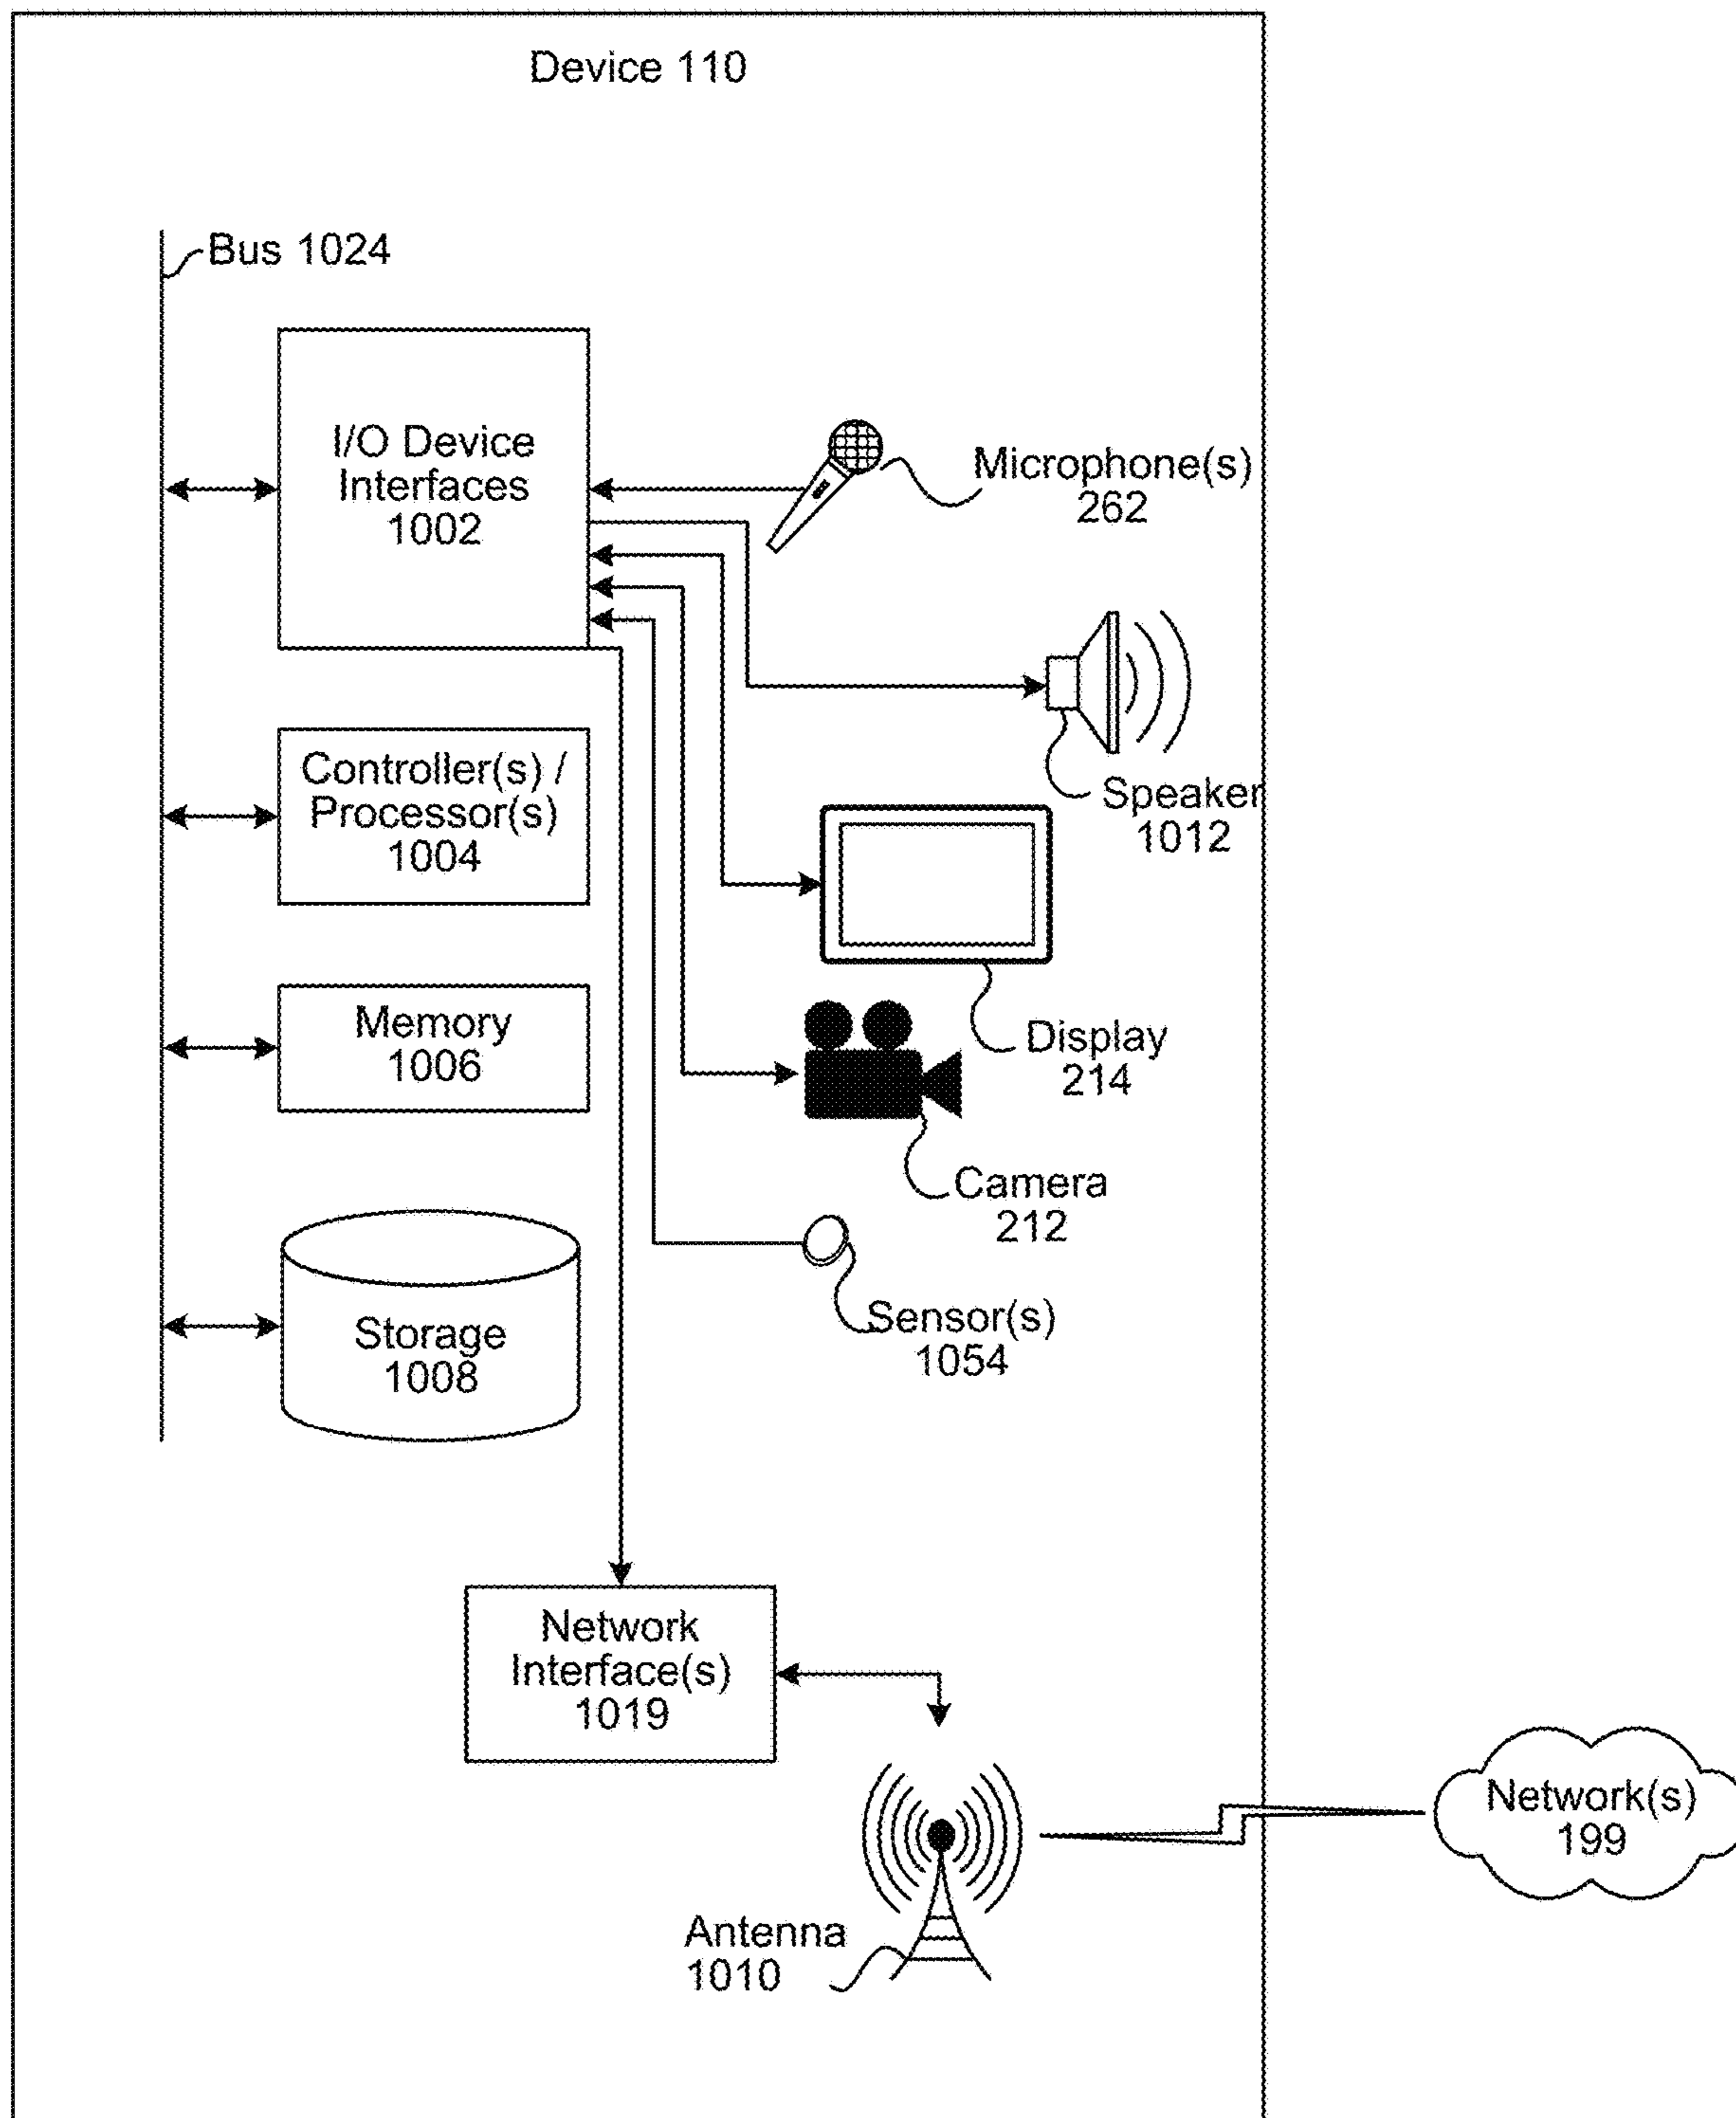 Device 110
Bus 1024
I/O Device
Interfaces
1002
Microphone(s)
262
Controller(s) /
Processor(s)
1004
Speaker
1012
Memory
1006
Display
214
Camera
212
Storage
1008
Sensor(s)
1054
Network
Interface(s)
1019
Network(s)
199
Antenna
1010